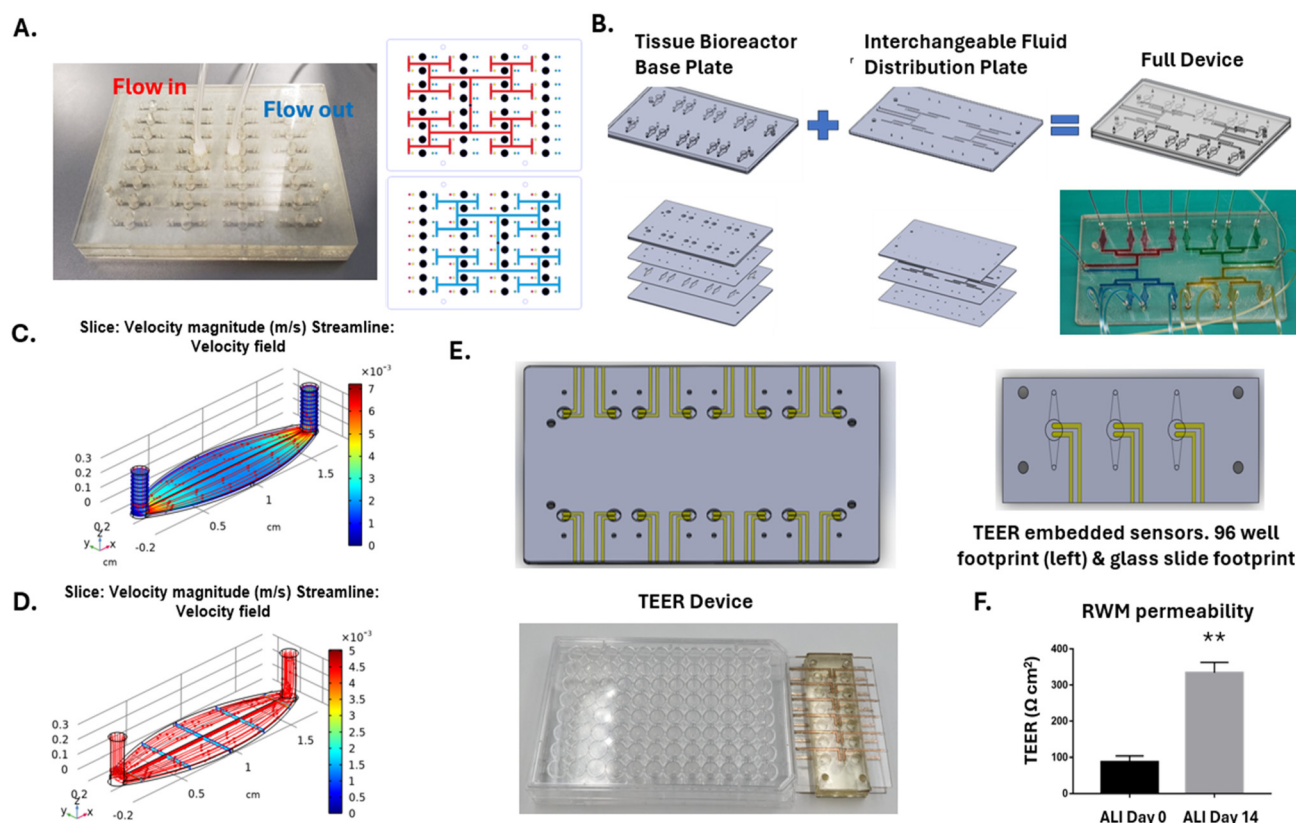 A.
Flow in
Flow out
B.
Tissue Bioreactor
Base Plate
Interchangeable Fluid
Distribution Plate
Full Device
C.
Slice: Velocity magnitude (m/s) Streamline:
Velocity field
×10⁻³
7
6
5
4
3
2
1
0
0.3
0.2
0.1
0
0.2
-0.2
cm
0.5
1
1.5
cm
y
z
x
D.
Slice: Velocity magnitude (m/s) Streamline:
Velocity field
×10⁻³
5
4.5
4
3.5
3
2.5
2
1.5
1
0.5
0
0.3
0.2
0.1
0
0.2
-0.2
0.5
1
1.5
cm
y
z
x
E.
TEER embedded sensors. 96 well
footprint (left) & glass slide footprint
TEER Device
F.
RWM permeability
**
TEER (Ω cm²)
400
300
200
100
0
ALI Day 0
ALI Day 14